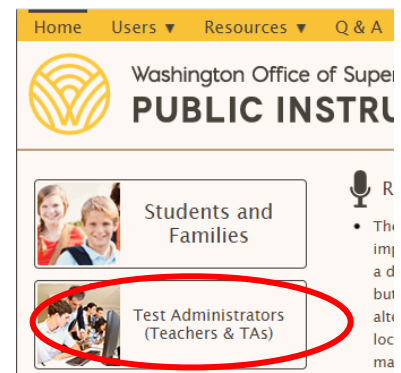 Home Users ▼ Resources ▼ Q & A
Washington Office of Super
PUBLIC INSTRU
Students and
Families
Test Administrators
(Teachers & TAs)
R
• The
imp
a d
but
alte
loc
ma